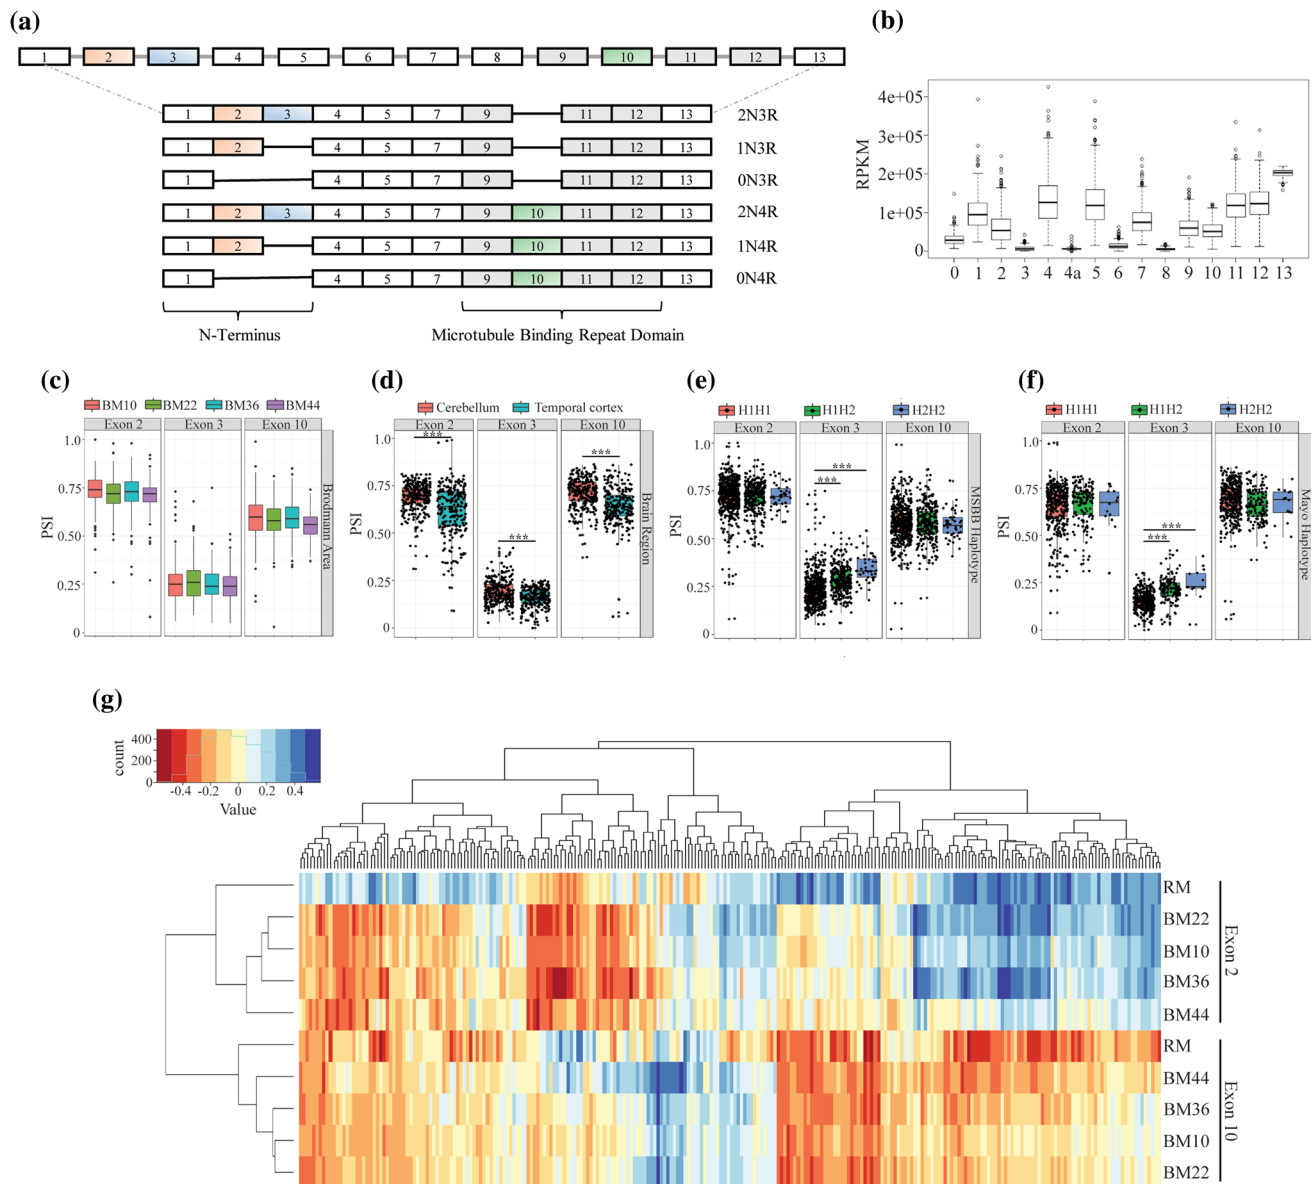 (a)
1 2 3 4 5 6 7 8 9 10 11 12 13
1 2 3 4 5 7 9 11 12 13 2N3R
1 2 4 5 7 9 11 12 13 1N3R
1 4 5 7 9 11 12 13 0N3R
1 2 3 4 5 7 9 10 11 12 13 2N4R
1 2 4 5 7 9 10 11 12 13 1N4R
1 4 5 7 9 10 11 12 13 0N4R
N-Terminus Microtubule Binding Repeat Domain
(b)
RPKM
4e+05
3e+05
2e+05
1e+05
0
0 1 2 3 4 4a 5 6 7 8 9 10 11 12 13
(c)
BM10 BM22 BM36 BM44
Exon 2 Exon 3 Exon 10
PSI
1.0
0.75
0.50
0.25
0
Brodmann Area
(d)
Cerebellum Temporal cortex
Exon 2 Exon 3 Exon 10
PSI
1.0
0.75
0.50
0.25
0
***
***
***
Brain Region
(e)
H1H1 H1H2 H2H2
Exon 2 Exon 3 Exon 10
PSI
1.0
0.75
0.50
0.25
0
***
***
MSBB Haplotype
(f)
H1H1 H1H2 H2H2
Exon 2 Exon 3 Exon 10
PSI
1.0
0.75
0.50
0.25
0
***
***
Mayo Haplotype
(g)
count
400
200
0
-0.4 -0.2 0 0.2 0.4
Value
RM
BM22
BM10
BM36
BM44
Exon 2
RM
BM44
BM36
BM10
BM22
Exon 10